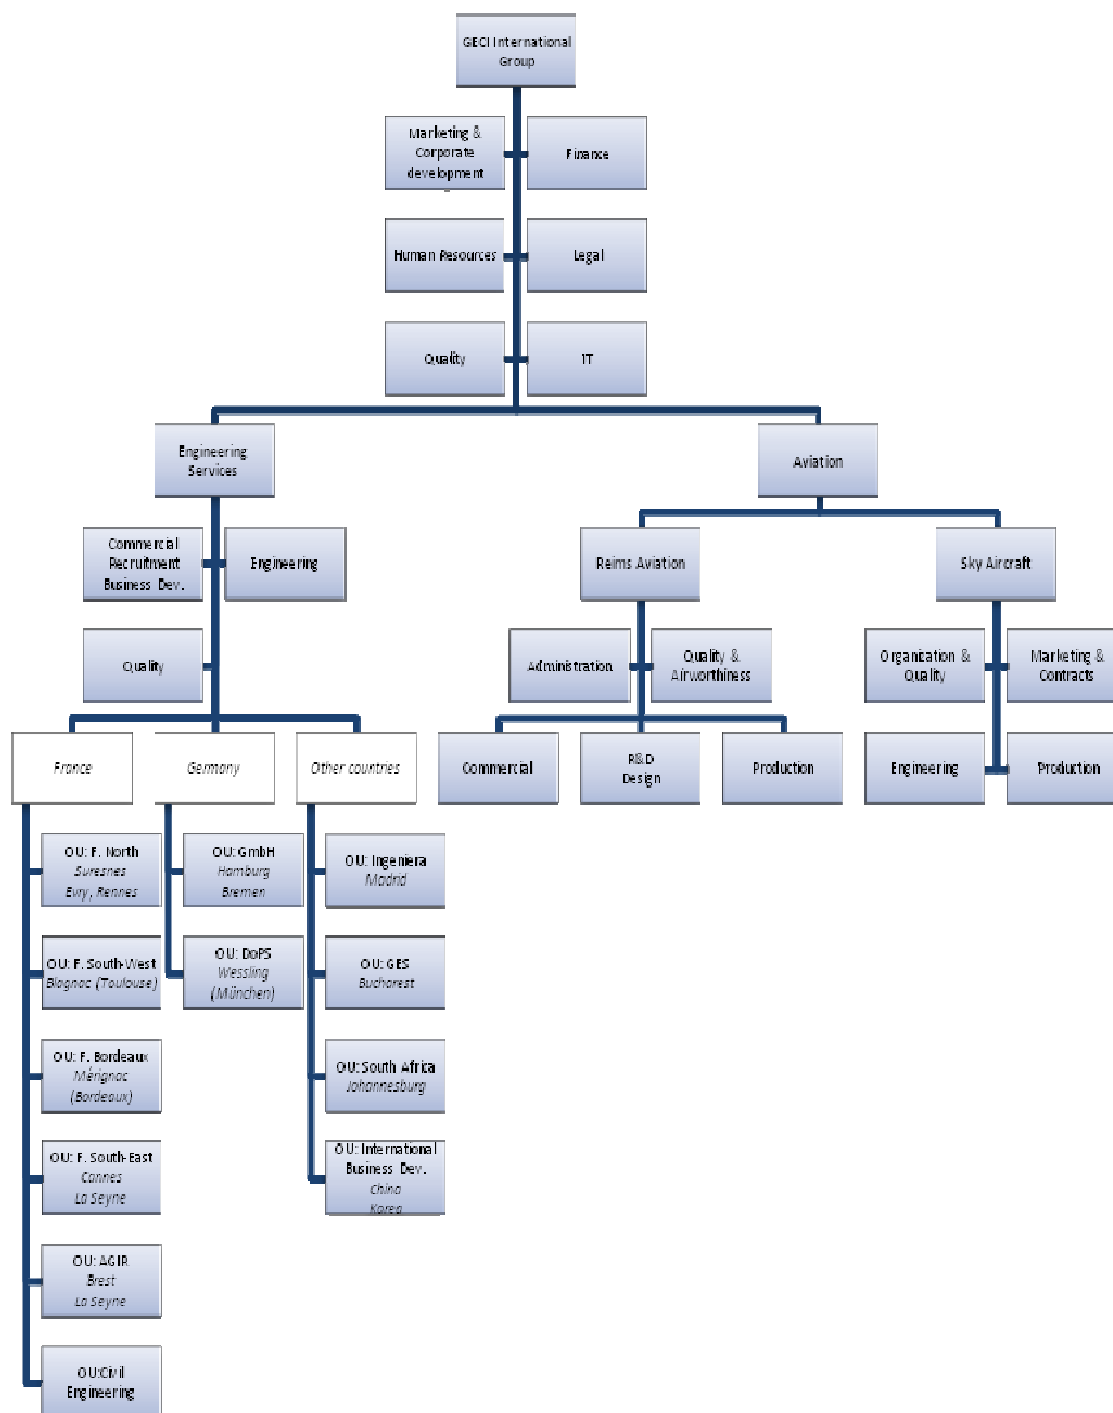 GECI International
Group
Marketing &
Corporate
development
Finance
Human Resources
Legal
Quality
IT
Engineering
Services
Aviation
Commercial
Recruitment
Business Dev.
Engineering
Reims Aviation
Sky Aircraft
Quality
Administration
Quality &
Airworthiness
Organization &
Quality
Marketing &
Contracts
France
Germany
Other countries
Commercial
R&D
Design
Production
Engineering
Production
OU: F. North
Suresnes
Evry, Rennes
OU: GmbH
Hamburg
Bremen
OU: Ingeniera
Madrid
OU: F. South-West
Blagnac (Toulouse)
OU: DoPS
Wessling
(München)
OU: GES
Bucharest
OU: F. Bordeaux
Mérignac
(Bordeaux)
OU: South Africa
Johannesburg
OU: F. South-East
Cannes
La Seyne
OU: International
Business Dev.
China
Korea
OU: AGIR
Brest
La Seyne
OU:Civil
Engineering